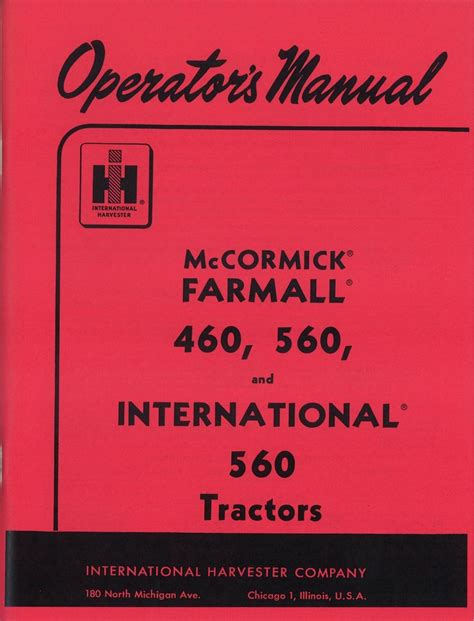 Operator's Manual
IH
INTERNATIONAL
HARVESTER
®
McCORMICK®
FARMALL®
460, 560,
and
INTERNATIONAL®
560
Tractors
INTERNATIONAL HARVESTER COMPANY
180 North Michigan Ave. Chicago 1, Illinois, U.S.A.